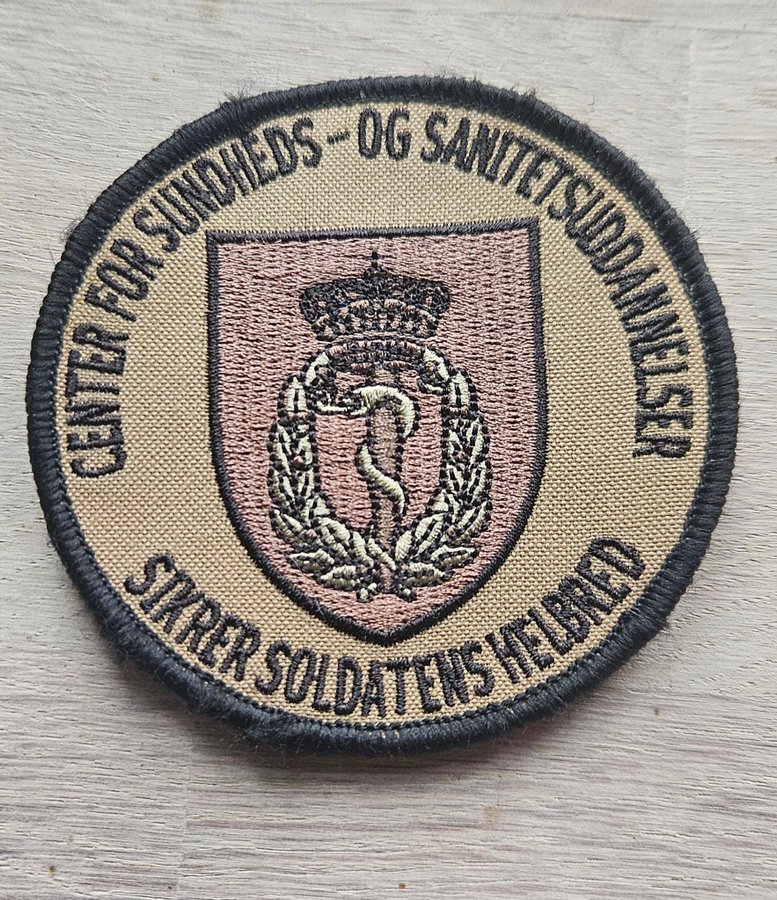 CENTER FOR SUNDHEDS – OG SANITETSUDDANNELSER
SIKRER SOLDATENS HELBRED